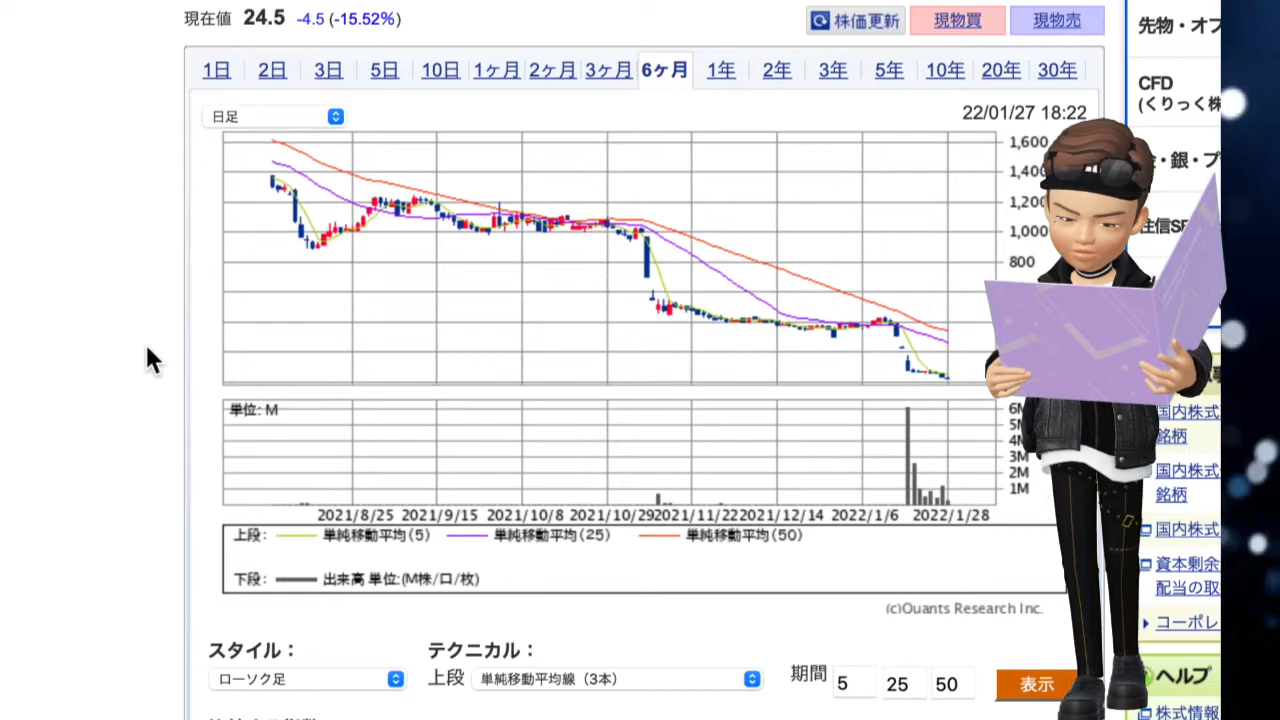 現在値 24.5 -4.5 (-15.52%)
株価更新 現物買 現物売
1日 2日 3日 5日 10日 1ヶ月 2ヶ月 3ヶ月 6ヶ月 1年 2年 3年 5年 10年 20年 30年
日足
22/01/27 18:22
1,600
1,400
1,200
1,000
800
単位: M
6M
5M
4M
3M
2M
1M
2021/8/25 2021/9/15 2021/10/8 2021/10/29 2021/11/22 2021/12/14 2022/1/6 2022/1/28
上段: 単純移動平均(5) 単純移動平均(25) 単純移動平均(50)
下段: 出来高 単位:(M株/口/枚)
(c)Quants Research Inc.
スタイル: テクニカル:
ローソク足 上段 単純移動平均線（3本） 期間 5 25 50 表示
先物・オプ
CFD
(くりっく株
・銀・プ
住信SB
国内株式
銘柄
国内株式
銘柄
国内株式
資本剰余
配当の取
コーポレ
ヘルプ
株式情報